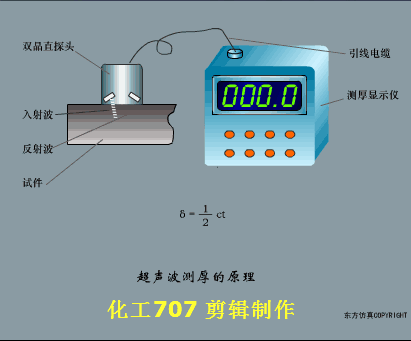 双晶直探头
引线电缆
000.0
测厚显示仪
入射波
反射波
试件
δ = 1/2 ct
超声波测厚的原理
化工707 剪辑制作
东方仿真COPYRIGHT